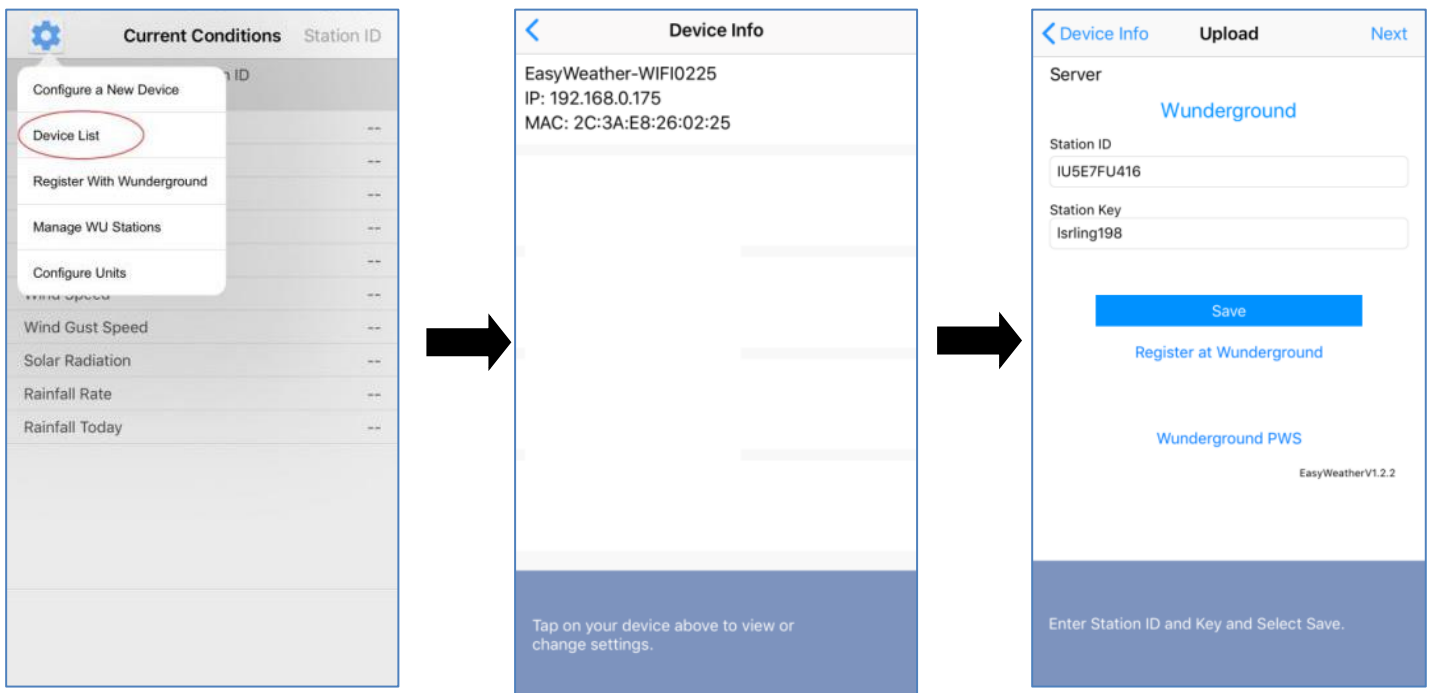 Current Conditions
Station ID
n ID
Configure a New Device
Device List
--
--
Register With Wunderground
--
Manage WU Stations
--
Configure Units
--
Wind Speed
--
Wind Gust Speed
--
Solar Radiation
--
Rainfall Rate
--
Rainfall Today
--
Device Info
EasyWeather-WIFI0225
IP: 192.168.0.175
MAC: 2C:3A:E8:26:02:25
Tap on your device above to view or
change settings.
Device Info
Upload
Next
Server
Wunderground
Station ID
IU5E7FU416
Station Key
lsrling198
Save
Register at Wunderground
Wunderground PWS
EasyWeatherV1.2.2
Enter Station ID and Key and Select Save.